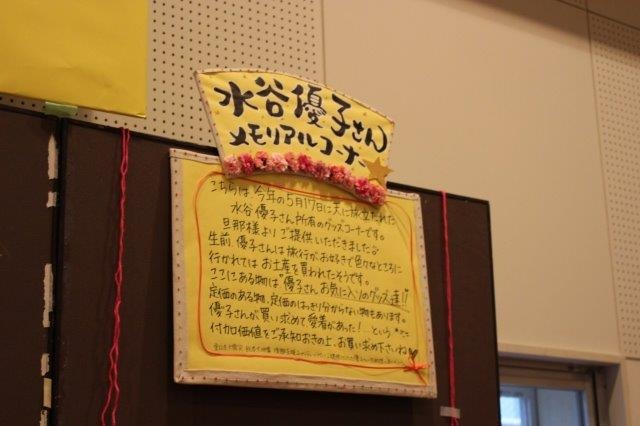 水谷優子さん
メモリアルコーナー
こちらは今年の5月17日に天に旅立たれた
水谷優子さん所有のグッズコーナーです。
旦那様よりご提供いただきました
生前、優子さんは旅行がお好きで色々なところに
行かれてはお土産を買われたそうです。
ここにある物は"優子さんお気に入りのグッズ達!!"
定価のある物、定価のはっきり分からない物もあります。
優子さんが買い求めて愛着があった!…という
付加価値をご承知おきの上、お買い求め下さいね